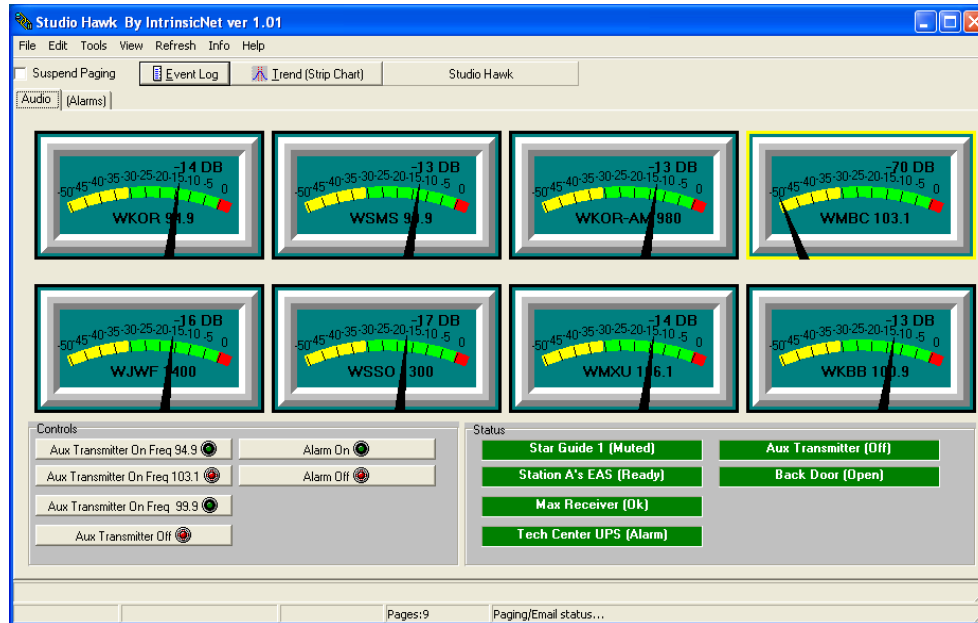 Studio Hawk By IntrinsicNet ver 1.01
File Edit Tools View Refresh Info Help
Suspend Paging Event Log Trend (Strip Chart) Studio Hawk
Audio (Alarms)
-14 DB
-50 -45 -40 -35 -30 -25 -20 -15 -10 -5 0
WKOR 94.9
-13 DB
-50 -45 -40 -35 -30 -25 -20 -15 -10 -5 0
WSMS
-13 DB
-50 -45 -40 -35 -30 -25 -20 -15 -10 -5 0
WKOR-AM 980
-70 DB
-50 -45 -40 -35 -30 -25 -20 -15 -10 -5 0
WMBC 103.1
-16 DB
-50 -45 -40 -35 -30 -25 -20 -15 -10 -5 0
WJWF 1400
-17 DB
-50 -45 -40 -35 -30 -25 -20 -15 -10 -5 0
WSSO 1300
-14 DB
-50 -45 -40 -35 -30 -25 -20 -15 -10 -5 0
WMXU
-13 DB
-50 -45 -40 -35 -30 -25 -20 -15 -10 -5 0
WKBB
Controls
Aux Transmitter On Freq 94.9 Alarm On
Aux Transmitter On Freq 103.1 Alarm Off
Aux Transmitter On Freq 99.9
Aux Transmitter Off
Status
Star Guide 1 (Muted) Aux Transmitter (Off)
Station A's EAS (Ready) Back Door (Open)
Max Receiver (Ok)
Tech Center UPS (Alarm)
Pages:9 Paging/Email status...